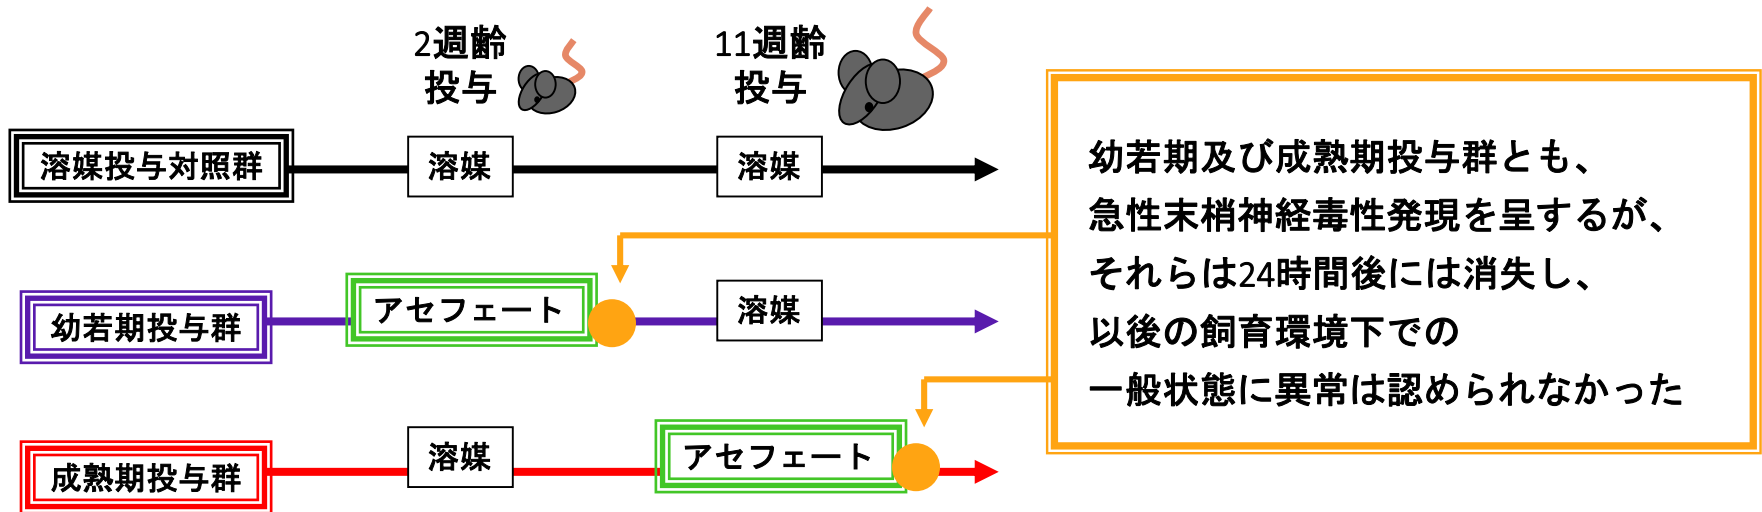 2週齢
投与
11週齢
投与
溶媒投与対照群
溶媒
溶媒
幼若期投与群
アセフェート
溶媒
成熟期投与群
溶媒
アセフェート
幼若期及び成熟期投与群とも、
急性末梢神経毒性発現を呈するが、
それらは24時間後には消失し、
以後の飼育環境下での
一般状態に異常は認められなかった